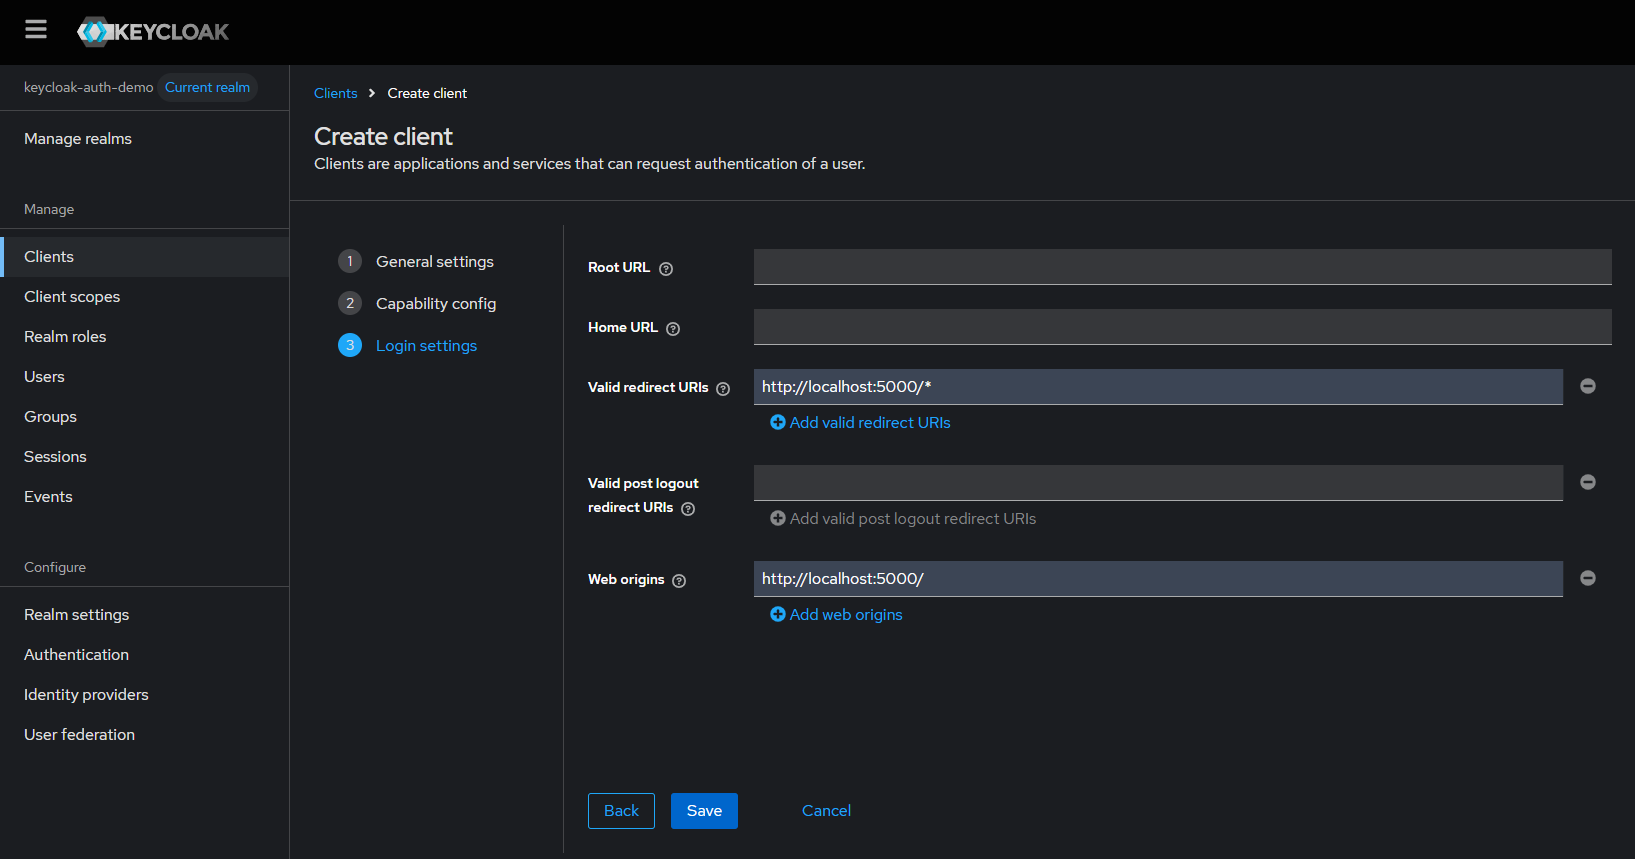 KEYCLOAK
keycloak-auth-demo Current realm
Manage realms
Manage
Clients
Client scopes
Realm roles
Users
Groups
Sessions
Events
Configure
Realm settings
Authentication
Identity providers
User federation
Clients > Create client
Create client
Clients are applications and services that can request authentication of a user.
1 General settings
2 Capability config
3 Login settings
Root URL
Home URL
Valid redirect URIs http://localhost:5000/*
Add valid redirect URIs
Valid post logout
redirect URIs
Add valid post logout redirect URIs
Web origins http://localhost:5000/
Add web origins
Back Save Cancel